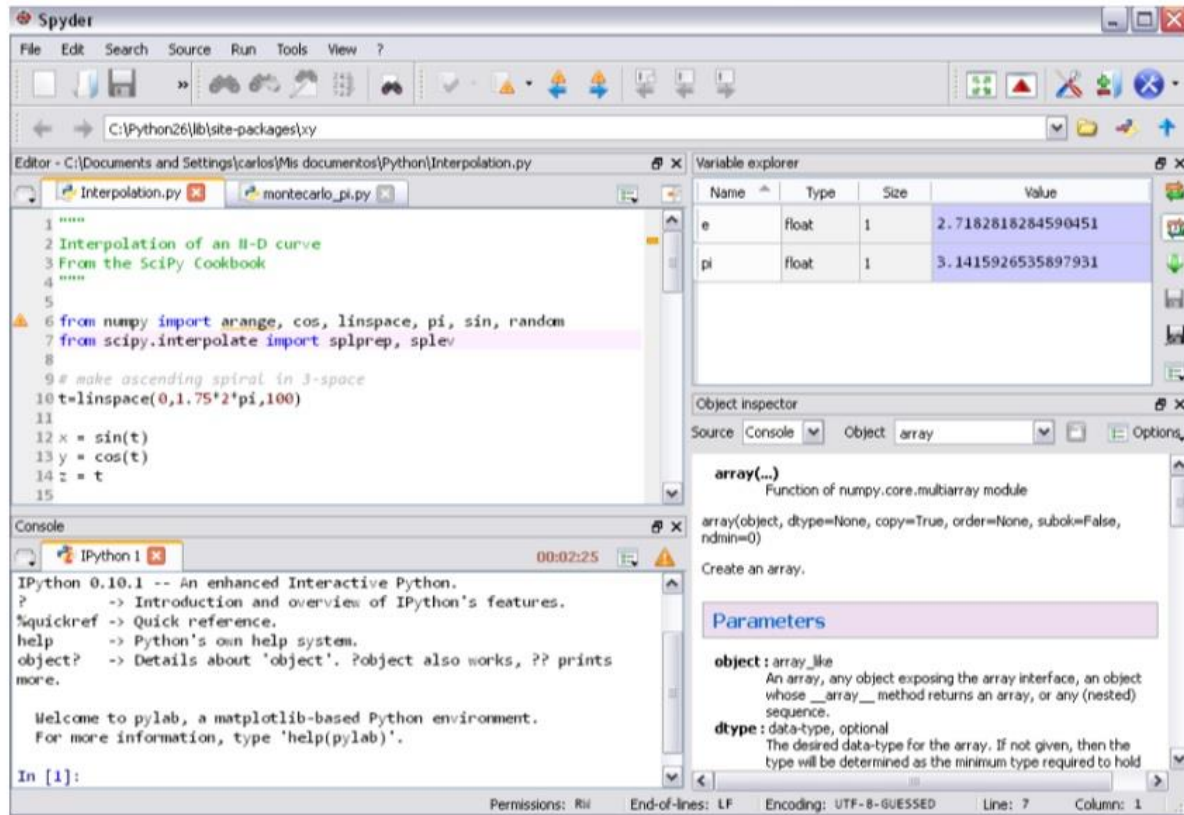 Spyder
File Edit Search Source Run Tools View ?
C:\Python26\lib\site-packages\xy
Editor - C:\Documents and Settings\carlos\Mis documentos\Python\Interpolation.py
Interpolation.py montecarlo_pi.py
1 """
2 Interpolation of an N-D curve
3 From the SciPy Cookbook
4 """
5
6 from numpy import arange, cos, linspace, pi, sin, random
7 from scipy.interpolate import splprep, splev
8
9 # make ascending spiral in 3-space
10 t=linspace(0,1.75*2*pi,100)
11
12 x = sin(t)
13 y = cos(t)
14 z = t
15
Console
IPython 1 00:02:25
IPython 0.10.1 -- An enhanced Interactive Python.
? -> Introduction and overview of IPython's features.
%quickref -> Quick reference.
help -> Python's own help system.
object? -> Details about 'object'. ?object also works, ?? prints
more.
Welcome to pylab, a matplotlib-based Python environment.
For more information, type 'help(pylab)'.
In [1]:
Variable explorer
Name Type Size Value
e float 1 2.7182818284590451
pi float 1 3.1415926535897931
Object inspector
Source Console Object array Options
array(...)
Function of numpy.core.multiarray module
array(object, dtype=None, copy=True, order=None, subok=False,
ndmin=0)
Create an array.
Parameters
object : array_like
An array, any object exposing the array interface, an object
whose __array__ method returns an array, or any (nested)
sequence.
dtype : data-type, optional
The desired data-type for the array. If not given, then the
type will be determined as the minimum type required to hold
Permissions: RW End-of-lines: LF Encoding: UTF-8-GUESSED Line: 7 Column: 1